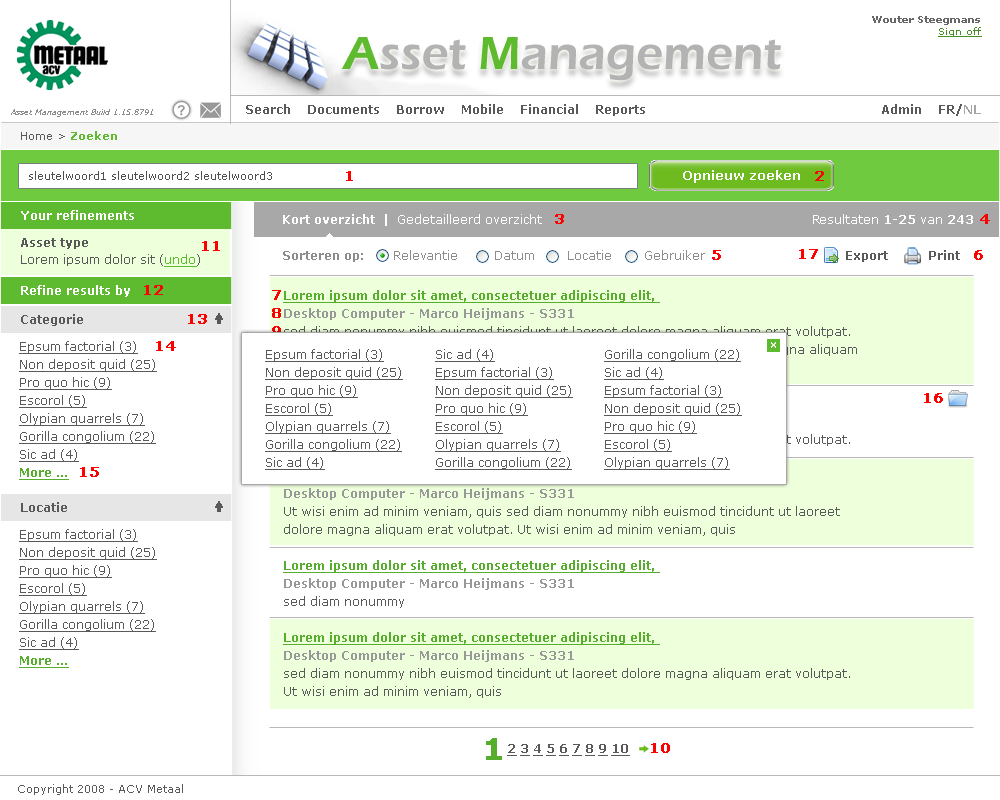 METAAL
acv
Asset Management
Wouter Steegmans
Sign off
Asset Management Build 1.15.8791
?
Search Documents Borrow Mobile Financial Reports Admin FR/NL
Home > Zoeken
sleutelwoord1 sleutelwoord2 sleutelwoord3 1
Opnieuw zoeken 2
Your refinements
Asset type 11
Lorem ipsum dolor sit (undo)
Refine results by 12
Categorie 13
Epsum factorial (3) 14
Non deposit quid (25)
Pro quo hic (9)
Escorol (5)
Olypian quarrels (7)
Gorilla congolium (22)
Sic ad (4)
More ... 15
Locatie
Epsum factorial (3)
Non deposit quid (25)
Pro quo hic (9)
Escorol (5)
Olypian quarrels (7)
Gorilla congolium (22)
Sic ad (4)
More ...
Kort overzicht | Gedetailleerd overzicht 3
Resultaten 1-25 van 243 4
Sorteren op: Relevantie Datum Locatie Gebruiker 5
17 Export Print 6
7 Lorem ipsum dolor sit amet, consectetuer adipiscing elit,
8 Desktop Computer - Marco Heijmans - S331
9 sed diam nonummy nibh euismod tincidunt ut laoreet dolore magna aliquam erat volutpat.
na aliquam
16
t volutpat.
Epsum factorial (3) Sic ad (4) Gorilla congolium (22)
Non deposit quid (25) Epsum factorial (3) Sic ad (4)
Pro quo hic (9) Non deposit quid (25) Epsum factorial (3)
Escorol (5) Pro quo hic (9) Non deposit quid (25)
Olypian quarrels (7) Escorol (5) Pro quo hic (9)
Gorilla congolium (22) Olypian quarrels (7) Escorol (5)
Sic ad (4) Gorilla congolium (22) Olypian quarrels (7)
Desktop Computer - Marco Heijmans - S331
Ut wisi enim ad minim veniam, quis sed diam nonummy nibh euismod tincidunt ut laoreet
dolore magna aliquam erat volutpat. Ut wisi enim ad minim veniam, quis
Lorem ipsum dolor sit amet, consectetuer adipiscing elit,
Desktop Computer - Marco Heijmans - S331
sed diam nonummy
Lorem ipsum dolor sit amet, consectetuer adipiscing elit,
Desktop Computer - Marco Heijmans - S331
sed diam nonummy nibh euismod tincidunt ut laoreet dolore magna aliquam erat volutpat.
Ut wisi enim ad minim veniam, quis
1 2 3 4 5 6 7 8 9 10 10
Copyright 2008 - ACV Metaal